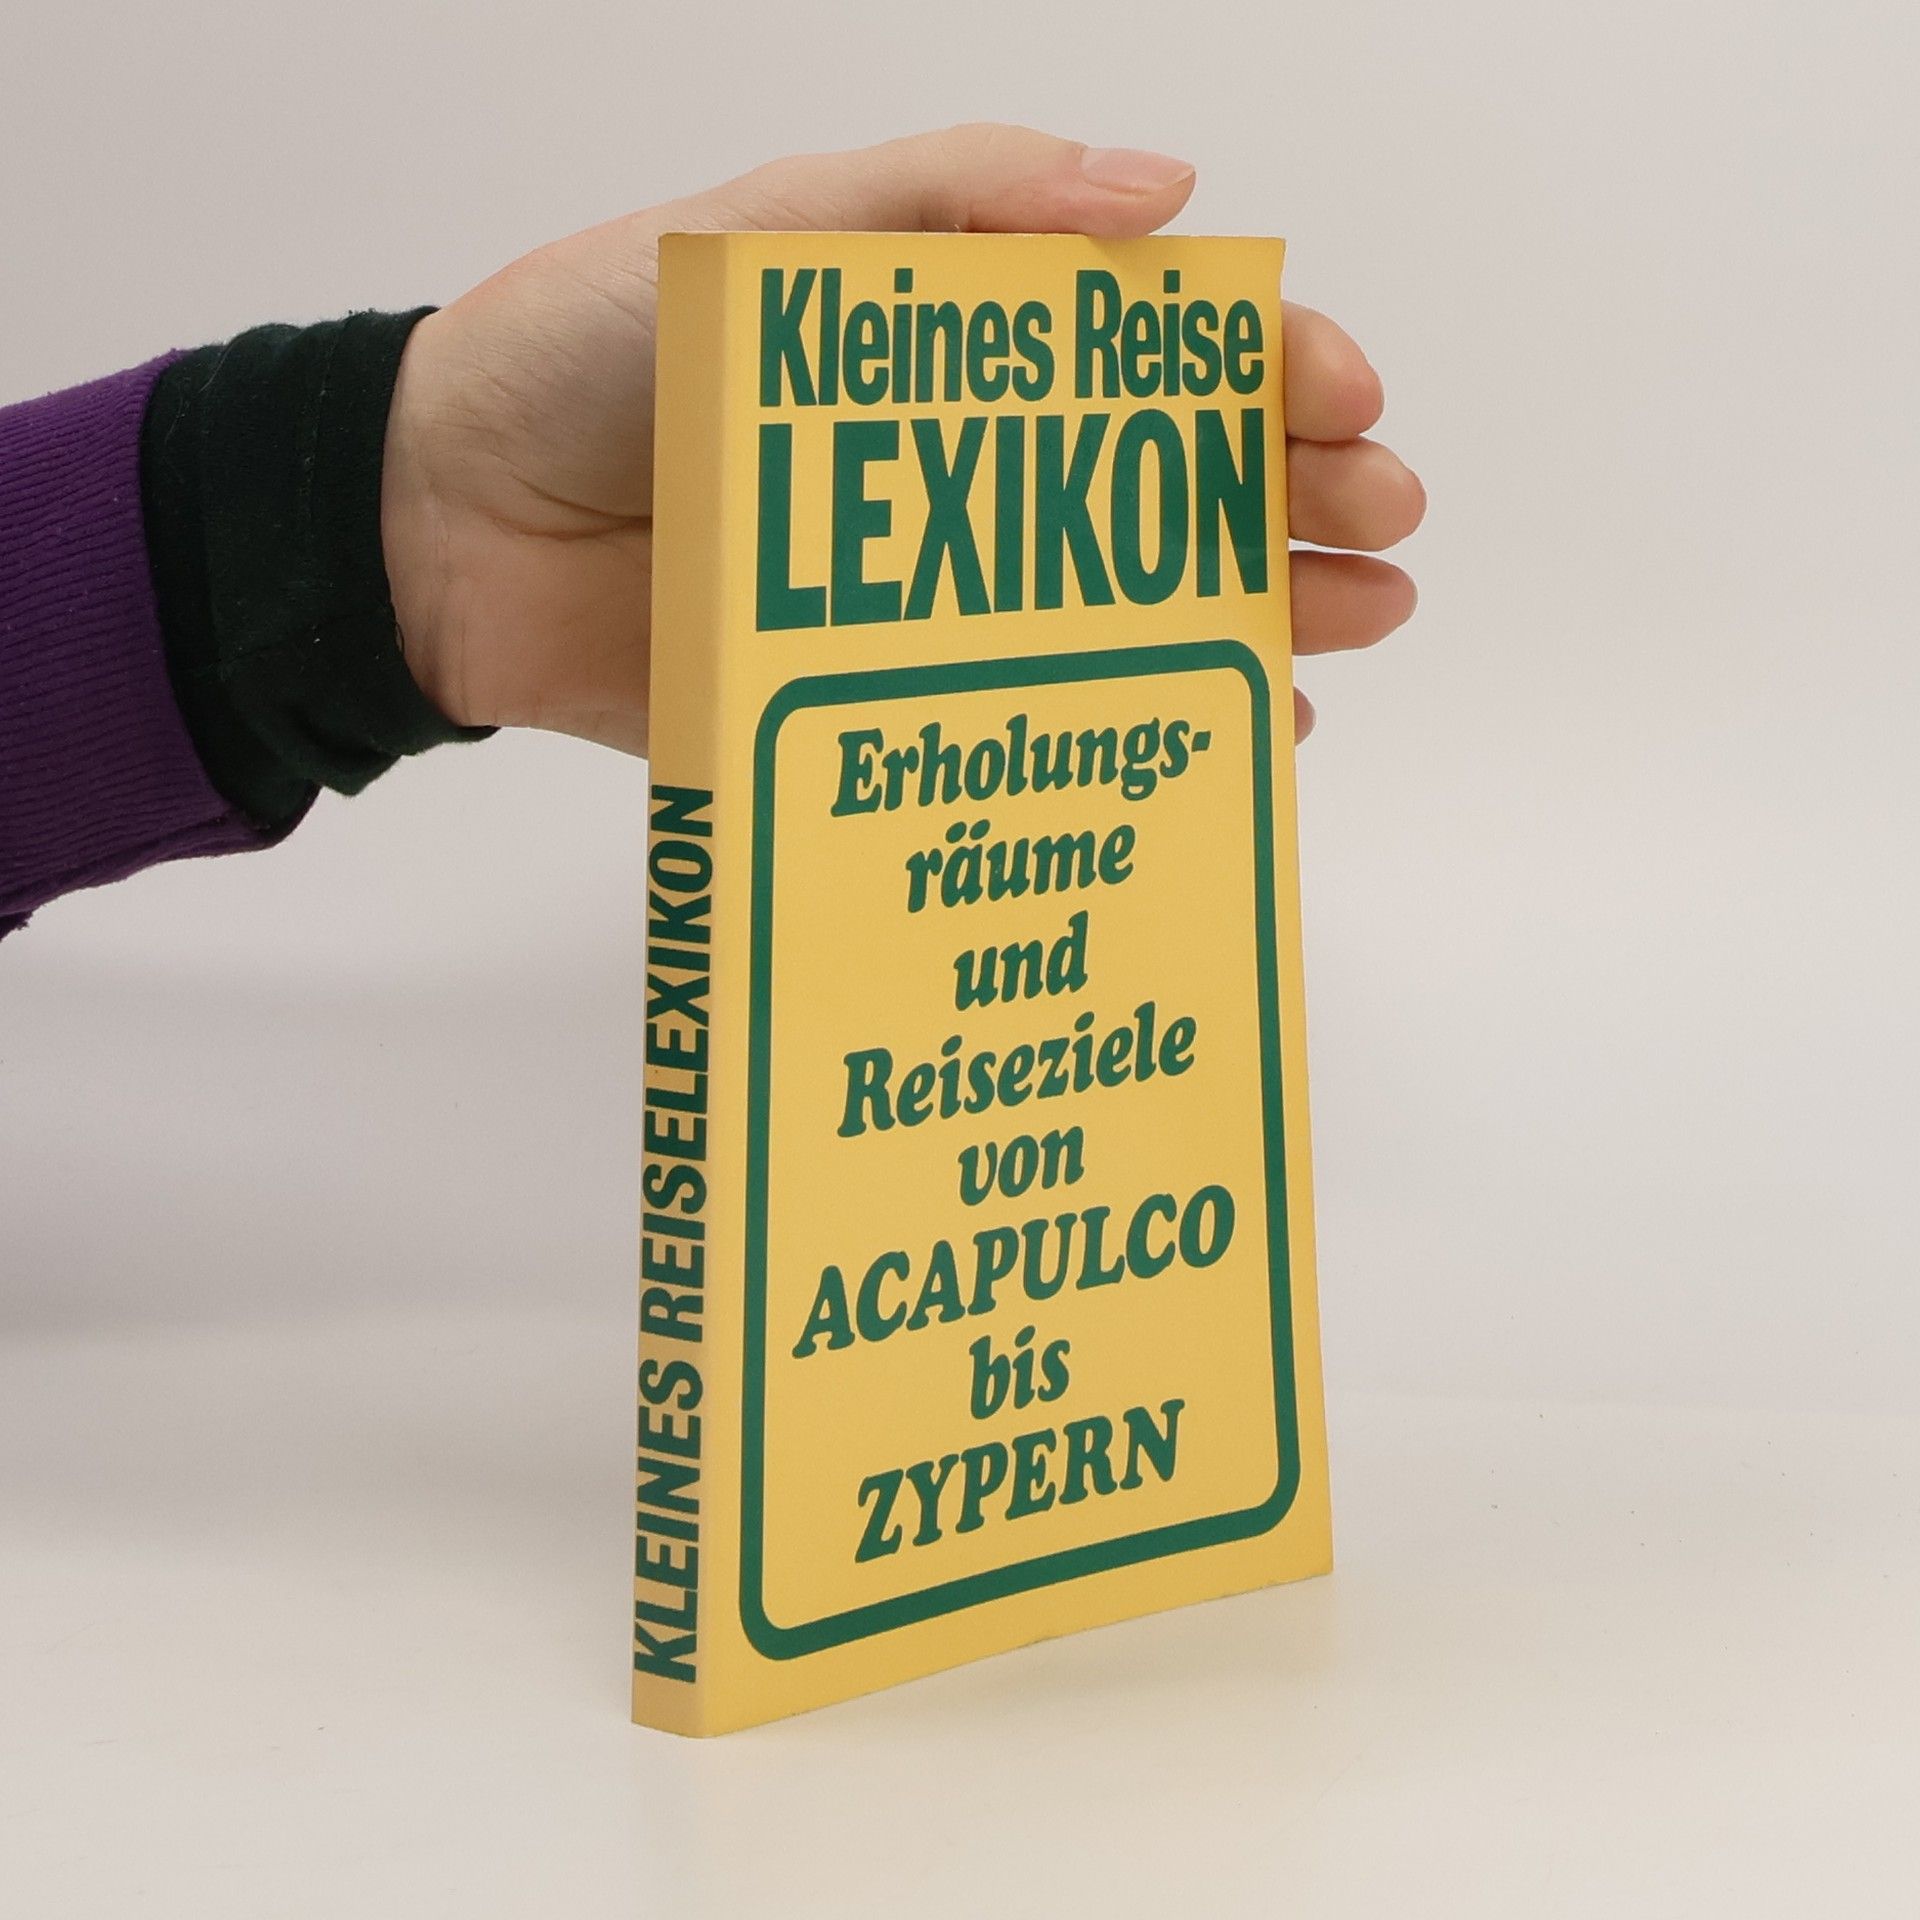 Kleines Reise
LEXIKON
Erholungs-
räume
und
Reiseziele
von
ACAPULCO
bis
ZYPERN
KLEINES REISELEXIKON